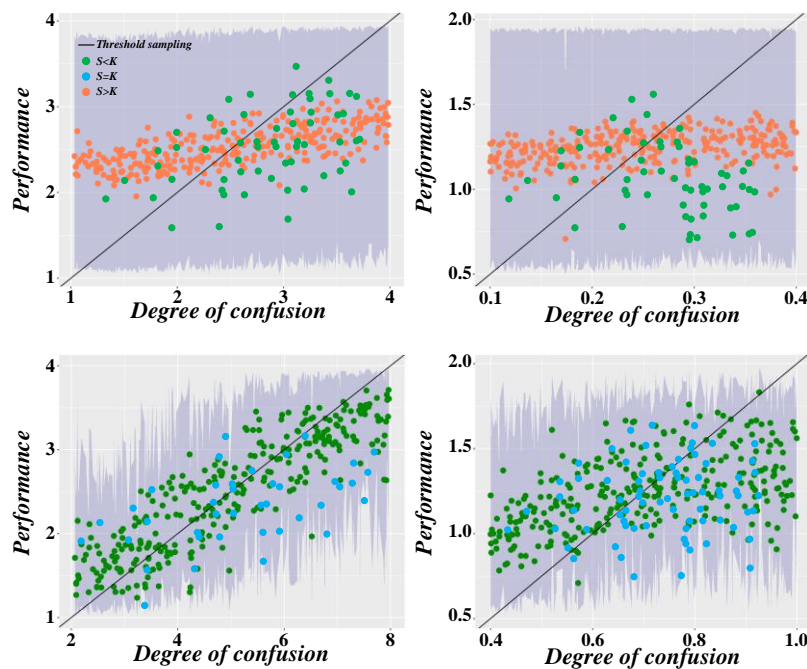 4
Threshold sampling
S<K
S=K
S>K
3
2
1
Performance
1 2 3 4
Degree of confusion
2.0
1.5
1.0
0.5
Performance
0.1 0.2 0.3 0.4
Degree of confusion
4
3
2
1
Performance
2 4 6 8
Degree of confusion
2.0
1.5
1.0
0.5
Performance
0.4 0.6 0.8 1.0
Degree of confusion